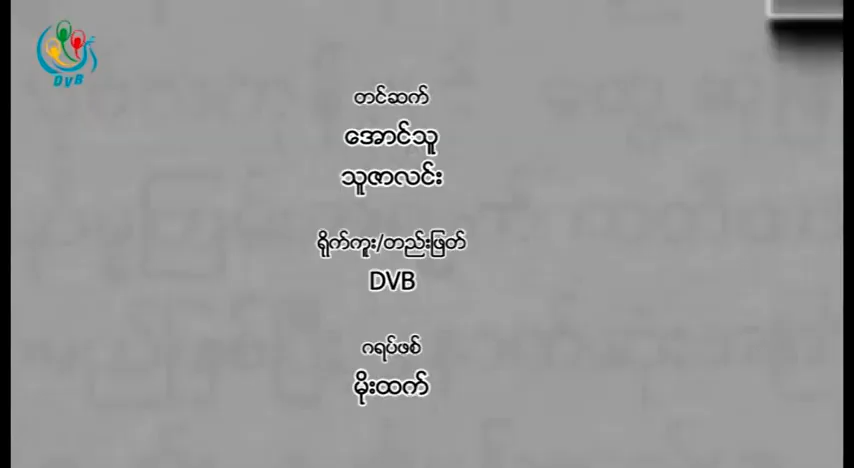 DVB
တင်ဆက်
အောင်သူ
သူဇာလင်း
ရိုက်ကူး/တည်းဖြတ်
DVB
ဂရပ်ဖစ်
မိုးထက်